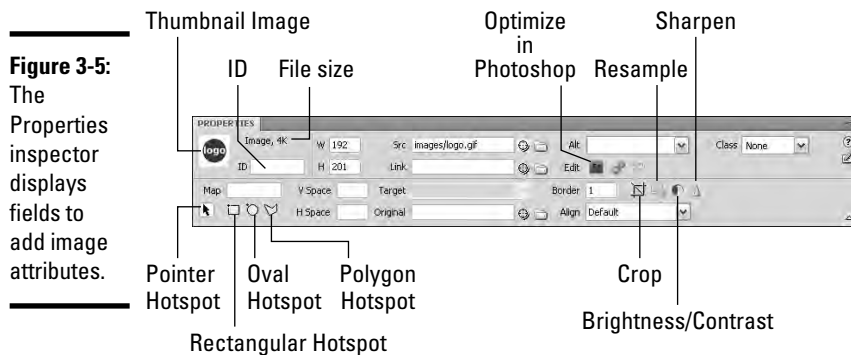 Thumbnail Image
Optimize
in
Photoshop
Sharpen
Figure 3-5:
The
Properties
inspector
displays
fields to
add image
attributes.
ID
File size
Resample
PROPERTIES
logo
Image, 4K
W 192
Src images/logo.gif
Alt
Class None
ID
H 201
Link
Edit
Map
V Space
Target
Border 1
H Space
Original
Align Default
Pointer
Hotspot
Oval
Hotspot
Polygon
Hotspot
Crop
Rectangular Hotspot
Brightness/Contrast